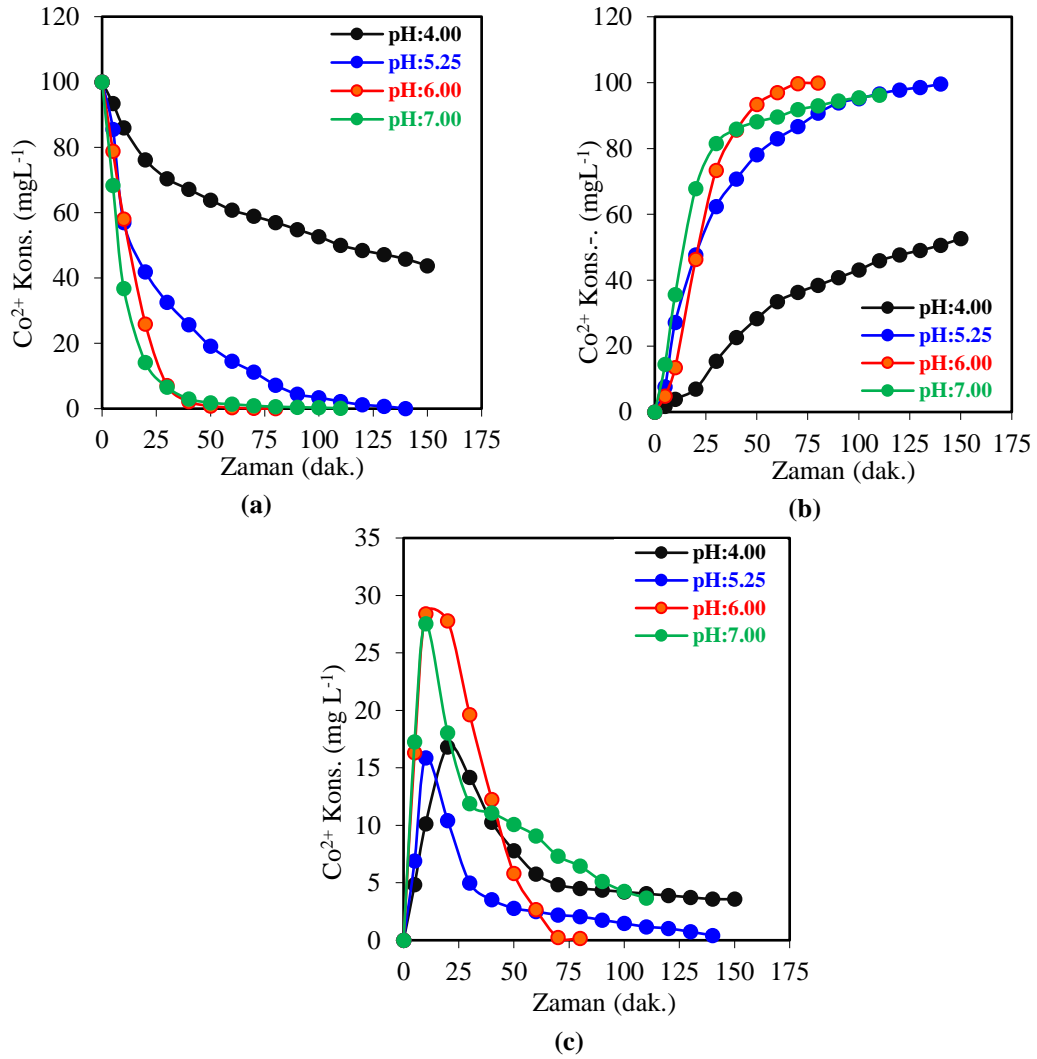 120
100
80
60
40
20
0
Co²⁺ Kons. (mgL⁻¹)
pH:4.00
pH:5.25
pH:6.00
pH:7.00
0 25 50 75 100 125 150 175
Zaman (dak.)
(a)
120
100
80
60
40
20
0
Co²⁺ Kons.-. (mgL⁻¹)
pH:4.00
pH:5.25
pH:6.00
pH:7.00
0 25 50 75 100 125 150 175
Zaman (dak.)
(b)
35
30
25
20
15
10
5
0
Co²⁺ Kons. (mg L⁻¹)
pH:4.00
pH:5.25
pH:6.00
pH:7.00
0 25 50 75 100 125 150 175
Zaman (dak.)
(c)